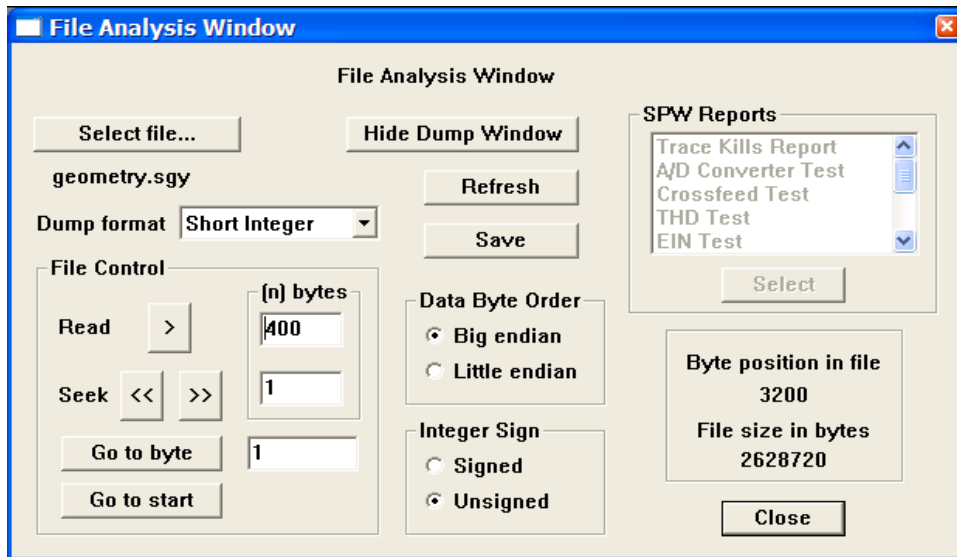 File Analysis Window
File Analysis Window
Select file...
Hide Dump Window
geometry.sgy
Refresh
Dump format Short Integer
Save
File Control
(n) bytes
Read > 400
Seek << >> 1
Go to byte 1
Go to start
Data Byte Order
Big endian
Little endian
Integer Sign
Signed
Unsigned
SPW Reports
Trace Kills Report
A/D Converter Test
Crossfeed Test
THD Test
EIN Test
Select
Byte position in file
3200
File size in bytes
2628720
Close